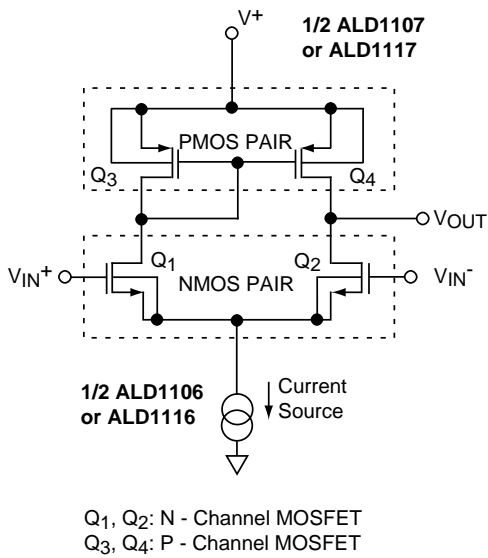 V+
1/2 ALD1107
or ALD1117
PMOS PAIR
Q3
Q4
VOUT
VIN+
Q1
Q2
VIN-
NMOS PAIR
1/2 ALD1106
or ALD1116
Current
Source
Q1, Q2: N - Channel MOSFET
Q3, Q4: P - Channel MOSFET